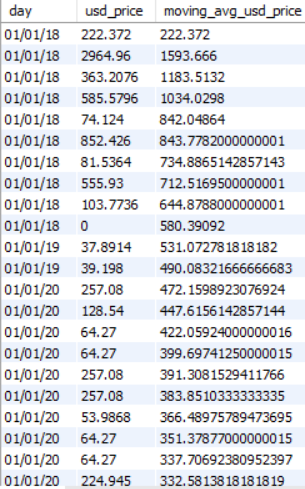 day usd_price moving_avg_usd_price
01/01/18 222.372 222.372
01/01/18 2964.96 1593.666
01/01/18 363.2076 1183.5132
01/01/18 585.5796 1034.0298
01/01/18 74.124 842.04864
01/01/18 852.426 843.7782000000001
01/01/18 81.5364 734.8865142857143
01/01/18 555.93 712.5169500000001
01/01/18 103.7736 644.8788000000001
01/01/18 0 580.39092
01/01/19 37.8914 531.072781818182
01/01/19 39.198 490.08321666666683
01/01/20 257.08 472.1598923076924
01/01/20 128.54 447.6156142857144
01/01/20 64.27 422.05924000000016
01/01/20 64.27 399.69741250000015
01/01/20 257.08 391.3081529411766
01/01/20 257.08 383.8510333333335
01/01/20 53.9868 366.48975789473695
01/01/20 64.27 351.37877000000015
01/01/20 64.27 337.70692380952397
01/01/20 224.945 332.5813818181819